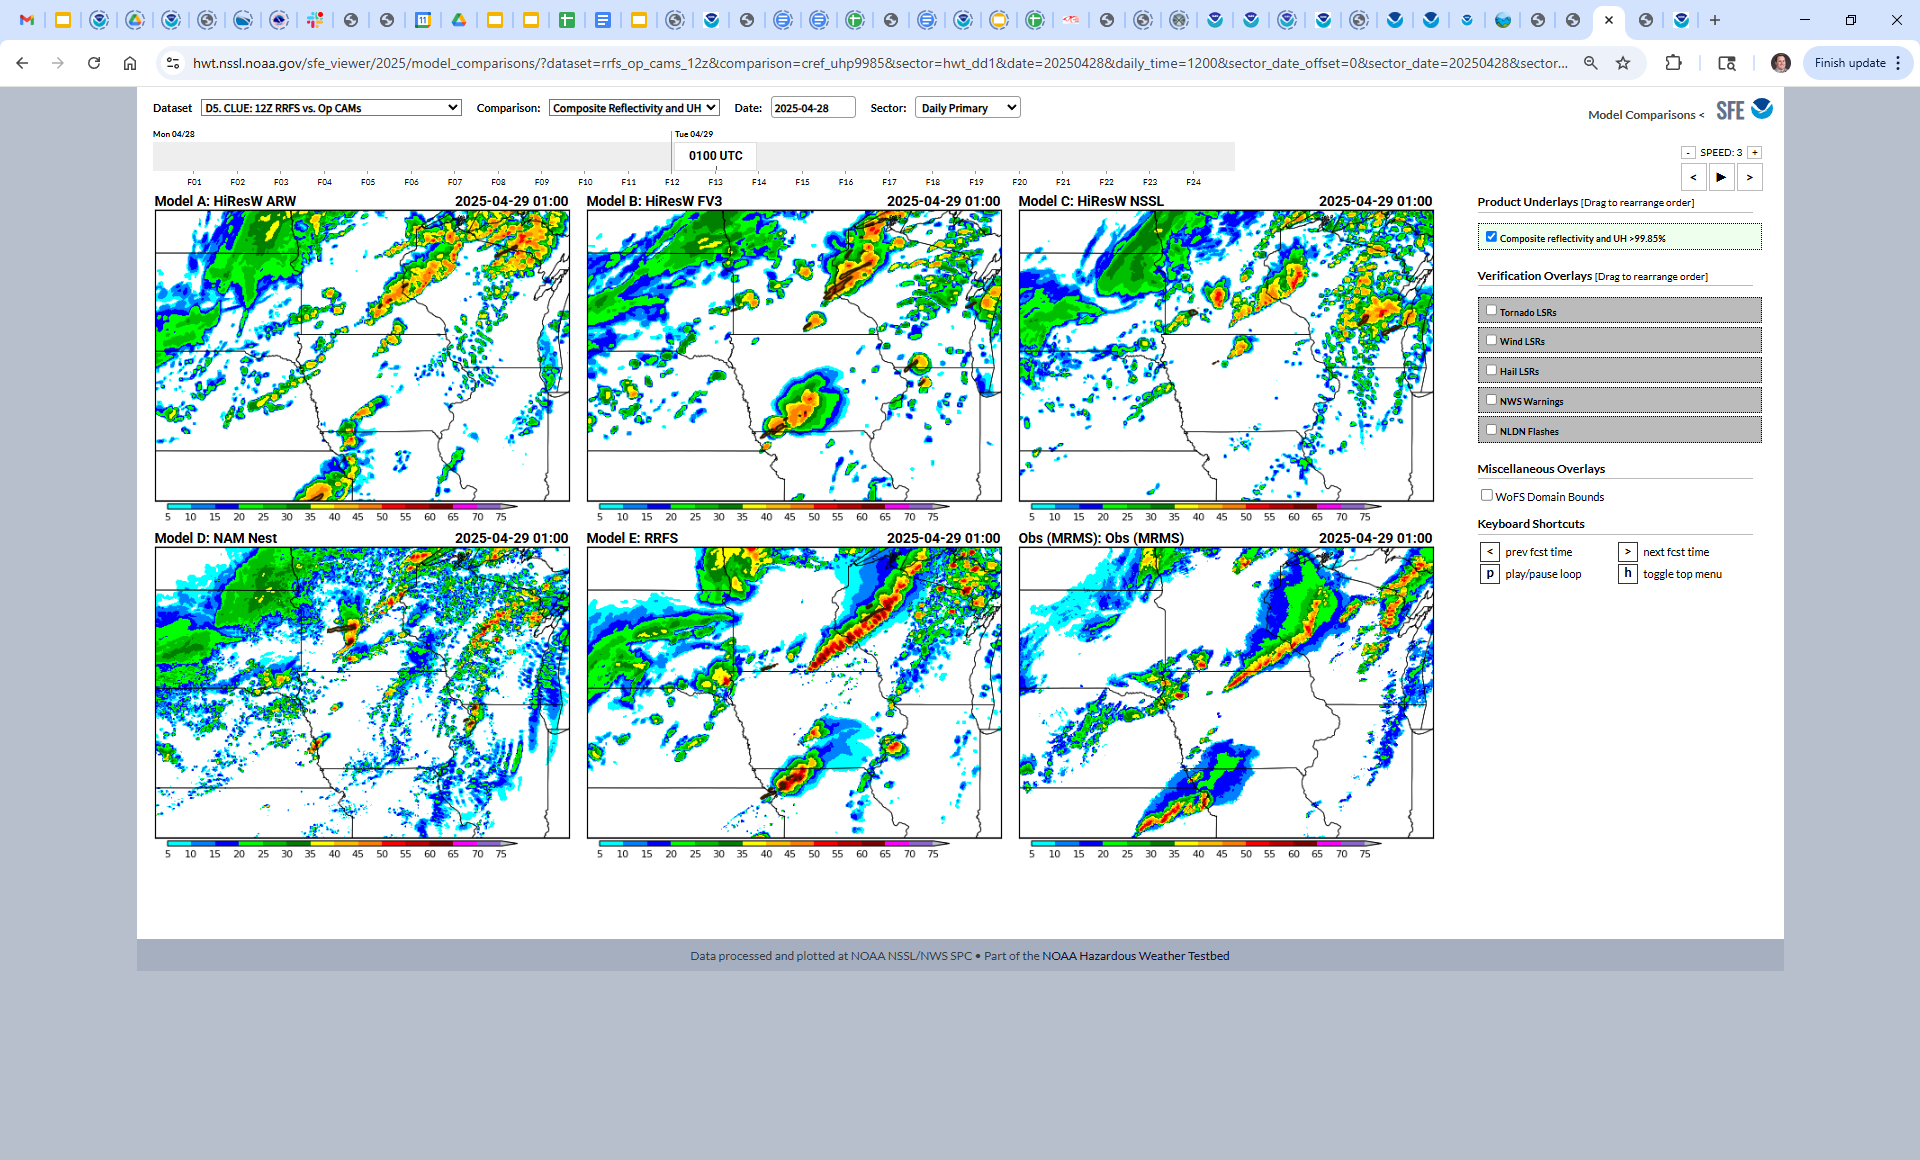 hwt.nssl.noaa.gov/sfe_viewer/2025/model_comparisons/?dataset=rrfs_op_cams_12z&comparison=cref_uhp9985&sector=hwt_dd1&date=20250428&daily_time=1200&sector_date_offset=0&sector_date=20250428&sector...
Finish update
Dataset D5. CLUE: 12Z RRFS vs. Op CAMs Comparison: Composite Reflectivity and UH Date: 2025-04-28 Sector: Daily Primary
Model Comparisons < SFE
Mon 04/28 Tue 04/29
0100 UTC
- SPEED: 3 +
< ▶ >
F01 F02 F03 F04 F05 F06 F07 F08 F09 F10 F11 F12 F13 F14 F15 F16 F17 F18 F19 F20 F21 F22 F23 F24
Model A: HiResW ARW 2025-04-29 01:00
Model B: HiResW FV3 2025-04-29 01:00
Model C: HiResW NSSL 2025-04-29 01:00
5 10 15 20 25 30 35 40 45 50 55 60 65 70 75
5 10 15 20 25 30 35 40 45 50 55 60 65 70 75
5 10 15 20 25 30 35 40 45 50 55 60 65 70 75
Model D: NAM Nest 2025-04-29 01:00
Model E: RRFS 2025-04-29 01:00
Obs (MRMS): Obs (MRMS) 2025-04-29 01:00
5 10 15 20 25 30 35 40 45 50 55 60 65 70 75
5 10 15 20 25 30 35 40 45 50 55 60 65 70 75
5 10 15 20 25 30 35 40 45 50 55 60 65 70 75
Product Underlays [Drag to rearrange order]
Composite reflectivity and UH >99.85%
Verification Overlays [Drag to rearrange order]
Tornado LSRs
Wind LSRs
Hail LSRs
NWS Warnings
NLDN Flashes
Miscellaneous Overlays
WoFS Domain Bounds
Keyboard Shortcuts
< prev fcst time > next fcst time
p play/pause loop h toggle top menu
Data processed and plotted at NOAA NSSL/NWS SPC • Part of the NOAA Hazardous Weather Testbed